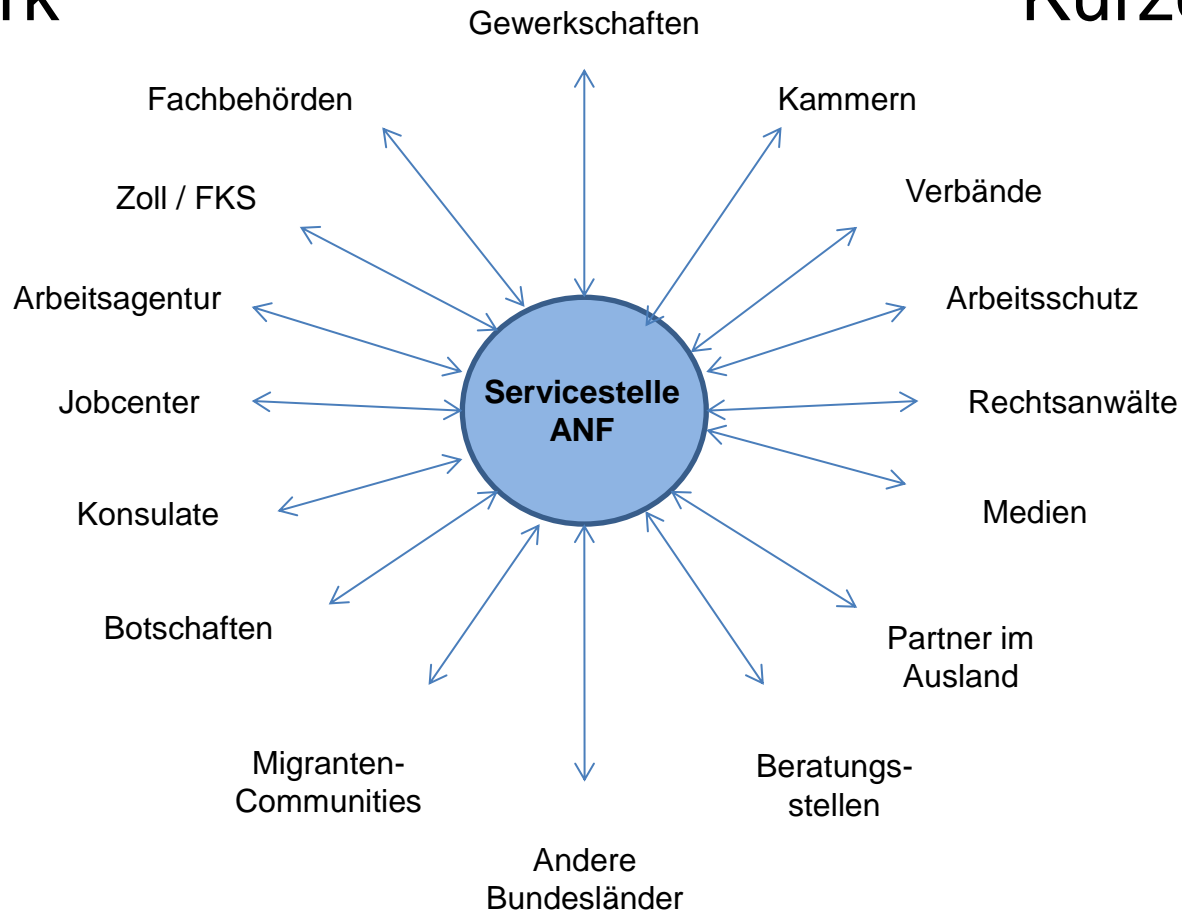 Gewerkschaften
Fachbehörden
Kammern
Zoll / FKS
Verbände
Arbeitsagentur
Arbeitsschutz
Servicestelle
ANF
Jobcenter
Rechtsanwälte
Konsulate
Medien
Botschaften
Partner im
Ausland
Migranten-
Communities
Beratungs-
stellen
Andere
Bundesländer